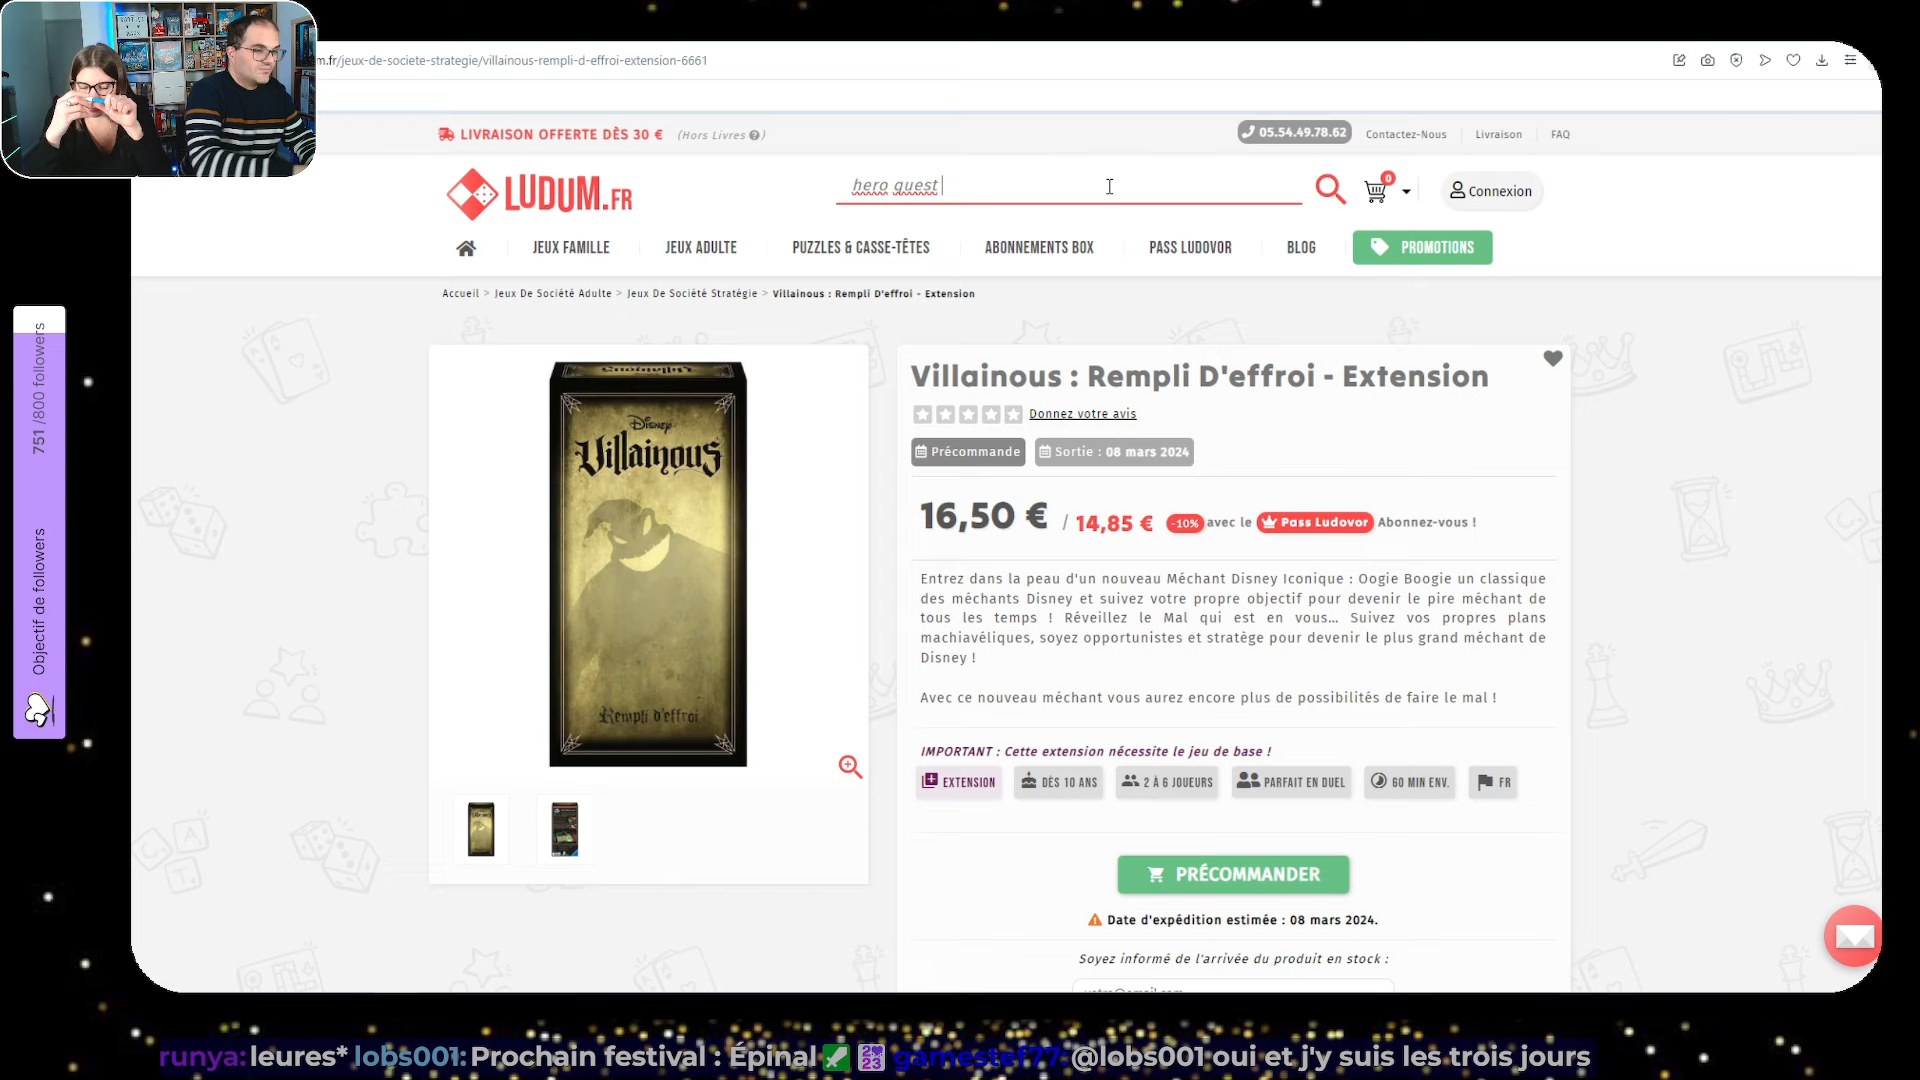 m.fr/jeux-de-societe-strategie/villainous-rempli-d-effroi-extension-6661
LIVRAISON OFFERTE DÈS 30 € (Hors Livres)
05.54.49.78.62 Contactez-Nous Livraison FAQ
LUDUM.FR
hero quest
0
Connexion
JEUX FAMILLE JEUX ADULTE PUZZLES & CASSE-TÊTES ABONNEMENTS BOX PASS LUDOVOR BLOG PROMOTIONS
Accueil > Jeux De Société Adulte > Jeux De Société Stratégie > Villainous : Rempli D'effroi - Extension
Disney
Villainous
Rempli d'effroi
Villainous : Rempli D'effroi - Extension
Donnez votre avis
Précommande Sortie : 08 mars 2024
16,50 € / 14,85 € -10% avec le Pass Ludovor Abonnez-vous !
Entrez dans la peau d'un nouveau Méchant Disney Iconique : Oogie Boogie un classique
des méchants Disney et suivez votre propre objectif pour devenir le pire méchant de
tous les temps ! Réveillez le Mal qui est en vous... Suivez vos propres plans
machiavéliques, soyez opportunistes et stratège pour devenir le plus grand méchant de
Disney !
Avec ce nouveau méchant vous aurez encore plus de possibilités de faire le mal !
IMPORTANT : Cette extension nécessite le jeu de base !
EXTENSION DÈS 10 ANS 2 À 6 JOUEURS PARFAIT EN DUEL 60 MIN ENV. FR
PRÉCOMMANDER
Date d'expédition estimée : 08 mars 2024.
Soyez informé de l'arrivée du produit en stock :
Objectif de followers 751 /800 followers
runya: leures* lobs001: Prochain festival : Épinal gamestef77: @lobs001 oui et j'y suis les trois jours